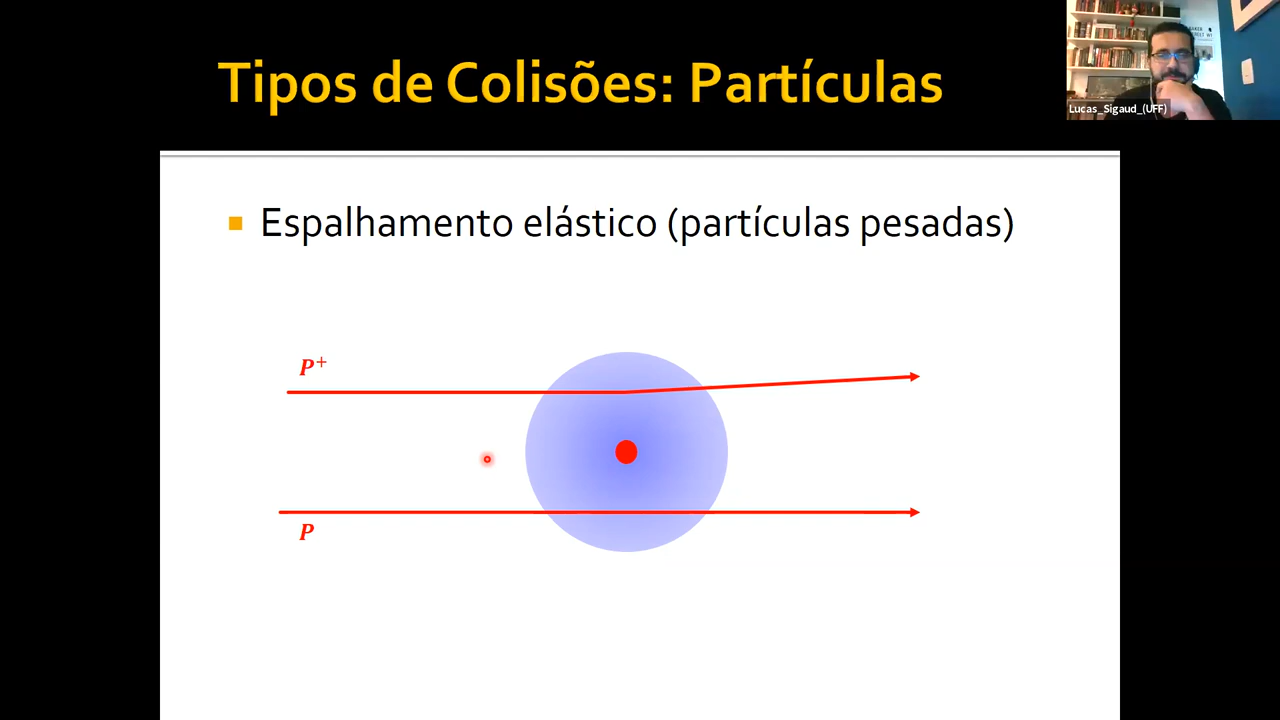 Tipos de Colisões: Partículas
Lucas_Sigaud_(UFF)
Espalhamento elástico (partículas pesadas)
P⁺
P